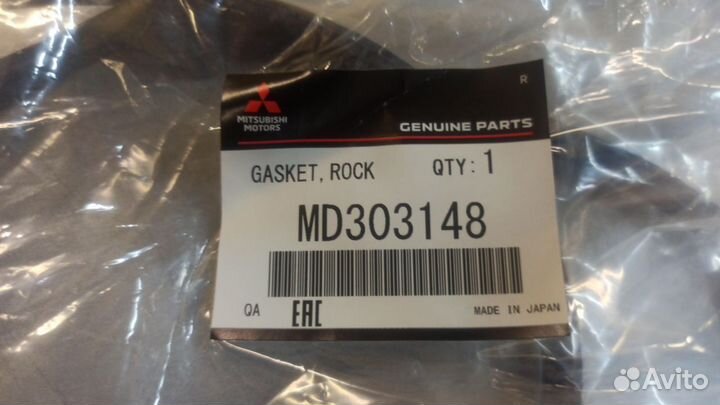 R
MITSUBISHI
MOTORS
GENUINE PARTS
GASKET, ROCK QTY: 1
MD303148
QA EAC MADE IN JAPAN
Avito